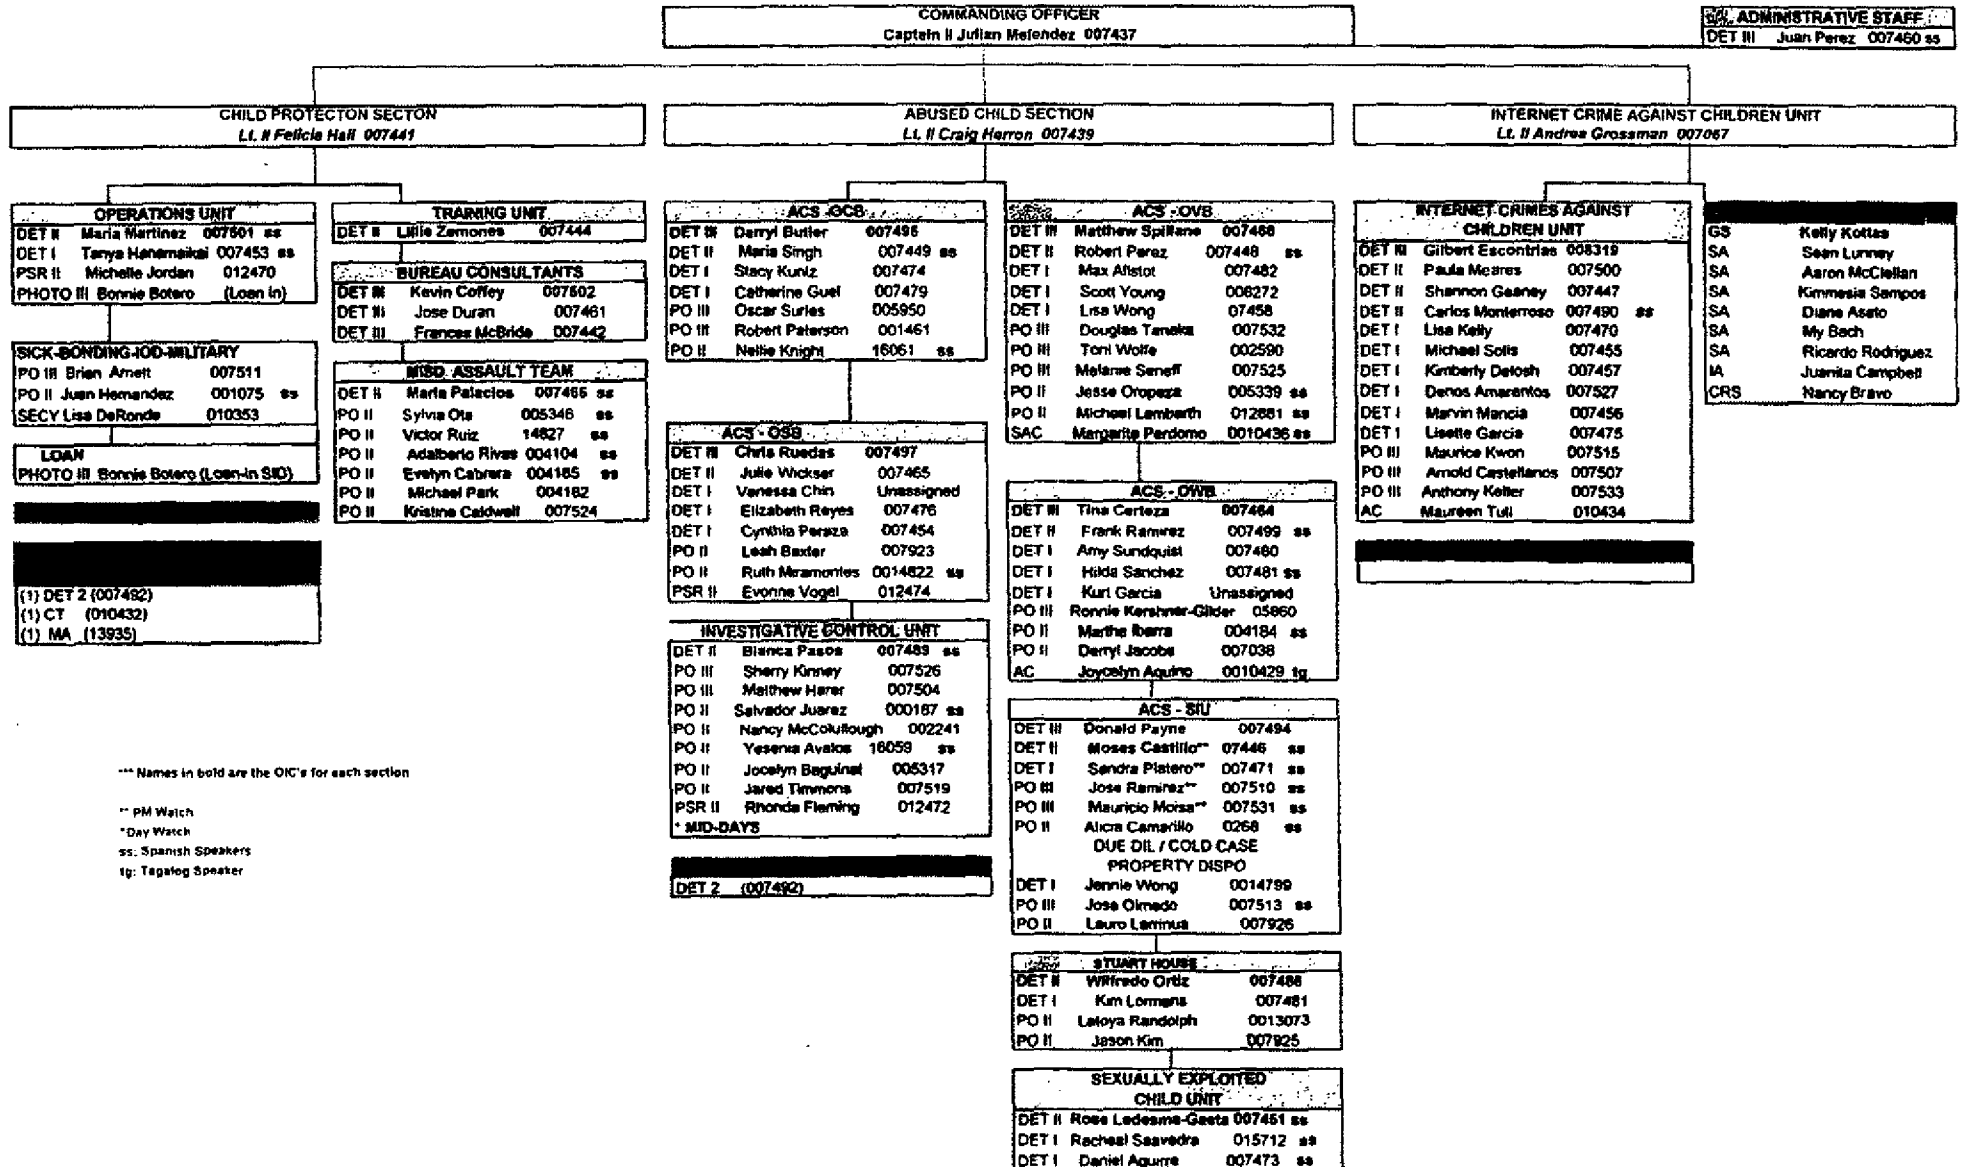 COMMANDING OFFICER
Captain II Julian Melendez 007437
ADMINISTRATIVE STAFF
DET III Juan Perez 007460 ss
CHILD PROTECTON SECTON
Lt. II Felicia Hall 007441
OPERATIONS UNIT
DET II Maria Martinez 007501 ss
DET I Tanya Hanamaikai 007453 ss
PSR II Michelle Jordan 012470
PHOTO III Bonnie Botero (Loan in)
SICK-BONDING-IOD-MILITARY
PO III Brian Arnett 007511
PO II Juan Hernandez 001075 ss
SECY Lisa DeRonde 010353
LOAN
PHOTO III Bonnie Botero (Loan-in SID)
(1) DET 2 (007492)
(1) CT (010432)
(1) MA (13935)
TRAINING UNIT
DET II Lillie Zamones 007444
BUREAU CONSULTANTS
DET III Kevin Coffey 007502
DET III Jose Duran 007461
DET III Frances McBride 007442
MISD. ASSAULT TEAM
DET II Maria Palacios 007466 ss
PO II Sylvia Ota 005346 ss
PO II Victor Ruiz 14827 ss
PO II Adalberto Rivas 004104 ss
PO II Evelyn Cabrera 004185 ss
PO II Michael Park 004182
PO II Kristine Caldwell 007524
ABUSED CHILD SECTION
Lt. II Craig Herron 007439
ACS -OCB
DET III Darryl Butler 007495
DET II Maria Singh 007449 ss
DET I Stacy Kuntz 007474
DET I Catherine Guel 007479
PO III Oscar Surles 005950
PO III Robert Paterson 001461
PO II Nellie Knight 16061 ss
ACS - OSB
DET III Chris Ruedas 007497
DET II Julie Wickser 007465
DET I Vanessa Chin Unassigned
DET I Elizabeth Reyes 007476
DET I Cynthia Peraza 007454
PO II Leah Baxter 007923
PO II Ruth Miramontes 0014822 ss
PSR II Evonne Vogel 012474
INVESTIGATIVE CONTROL UNIT
DET II Bianca Pasos 007489 ss
PO III Sherry Kinney 007526
PO III Matthew Harer 007504
PO II Salvador Juarez 000187 ss
PO II Nancy McCollough 002241
PO II Yesenia Avalos 16059 ss
PO II Jocelyn Baguinat 005317
PO II Jared Timmons 007519
PSR II Rhonda Fleming 012472
* MID-DAYS
DET 2 (007492)
ACS - OVB
DET III Matthew Spillane 007468
DET II Robert Perez 007448 ss
DET I Max Allstot 007482
DET I Scott Young 006272
DET I Lisa Wong 07458
PO III Douglas Tanaka 007532
PO III Toni Wolfe 002590
PO III Melanie Seneff 007525
PO II Jesse Oropeza 005339 ss
PO II Michael Lambarth 012881 ss
SAC Margarita Perdomo 0010436 ss
ACS - OWB
DET III Tina Certeza 007464
DET II Frank Ramirez 007499 ss
DET I Amy Sundquist 007480
DET I Hilda Sanchez 007481 ss
DET I Kurt Garcia Unassigned
PO III Ronnie Kershner-Gilder 05860
PO II Martha Ibarra 004184 ss
PO II Derryl Jacobs 007038
AC Joycelyn Aquino 0010429 tg
ACS - SIU
DET III Donald Payne 007494
DET II Moses Castillo** 07446 ss
DET I Sandra Platero** 007471 ss
PO III Jose Ramirez** 007510 ss
PO III Mauricio Moisa** 007531 ss
PO II Alicia Camarillo 0268 ss
DUE DIL / COLD CASE
PROPERTY DISPO
DET I Jennie Wong 0014799
PO III Jose Olmedo 007513 ss
PO II Lauro Laminua 007926
STUART HOUSE
DET II Wilfredo Ortiz 007488
DET I Kim Lormans 007481
PO II Latoya Randolph 0013073
PO II Jason Kim 007925
SEXUALLY EXPLOITED
CHILD UNIT
DET II Rose Ledesma-Gaeta 007451 ss
DET I Racheal Saavedra 015712 ss
DET I Daniel Aguirre 007473 ss
INTERNET CRIME AGAINST CHILDREN UNIT
Lt. II Andrea Grossman 007067
INTERNET CRIMES AGAINST
CHILDREN UNIT
DET III Gilbert Escontrias 008319
DET II Paula Meares 007500
DET II Shannon Geaney 007447
DET II Carlos Monterroso 007490 ss
DET I Lisa Kelly 007470
DET I Michael Solis 007455
DET I Kimberly Delosh 007457
DET I Denos Amarantos 007527
DET I Marvin Mancia 007456
DET I Lisette Garcia 007475
PO III Maurice Kwon 007515
PO III Arnold Castellanos 007507
PO III Anthony Keller 007533
AC Maureen Tull 010434
GS Kelly Kottas
SA Sean Lunney
SA Aaron McClellan
SA Kimmesia Sampos
SA Diane Asato
SA My Bach
SA Ricardo Rodriguez
IA Juanita Campbell
CRS Nancy Bravo
*** Names in bold are the OIC's for each section
** PM Watch
*Day Watch
ss: Spanish Speakers
tg: Tagalog Speaker